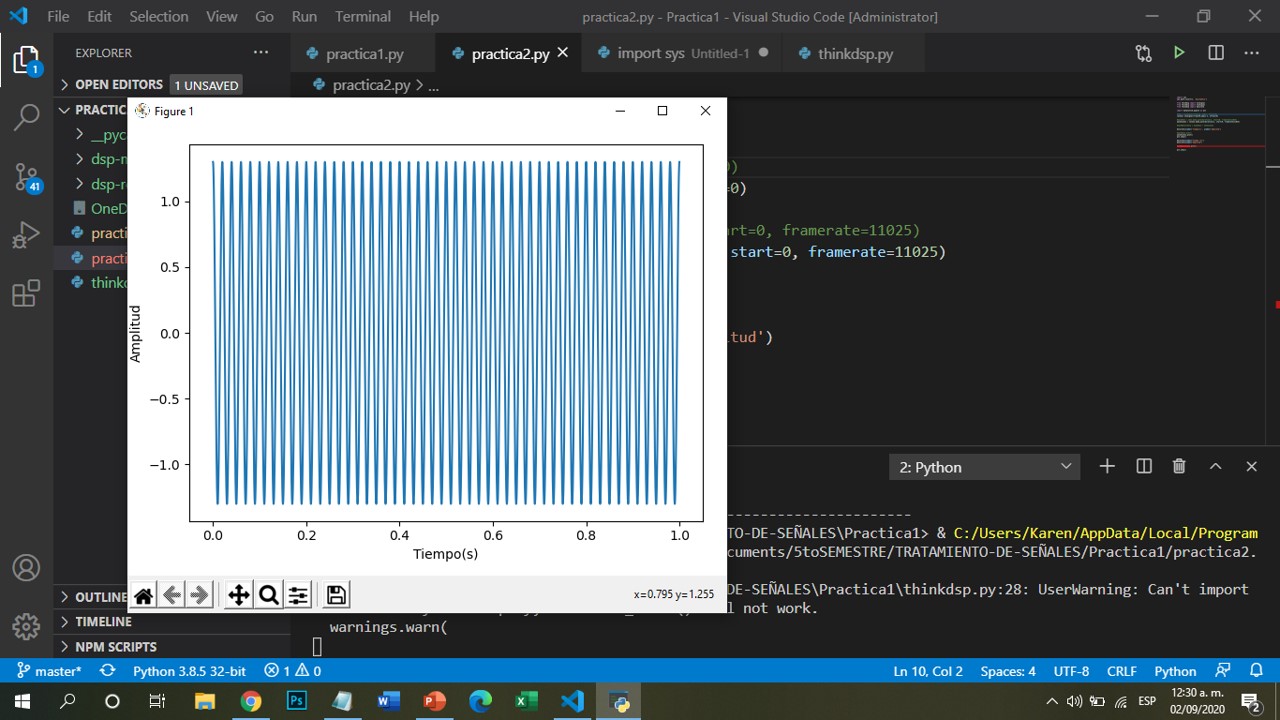 File Edit Selection View Go Run Terminal Help practica2.py - Practica1 - Visual Studio Code [Administrator]
EXPLORER
practica1.py practica2.py import sys Untitled-1 thinkdsp.py
OPEN EDITORS 1 UNSAVED
practica2.py > ...
PRACTIC
__pyc
dsp-m
dsp-re
OneD
practi
practi
think
Figure 1
1.0
0.5
0.0
−0.5
−1.0
Amplitud
0.0 0.2 0.4 0.6 0.8 1.0
Tiempo(s)
x=0.795 y=1.255
0)
=0)
rt=0, framerate=11025)
start=0, framerate=11025)
tud')
2: Python
----------------------
TO-DE-SEÑALES\Practica1> & C:/Users/Karen/AppData/Local/Program
cuments/5toSEMESTRE/TRATAMIENTO-DE-SEÑALES/Practica1/practica2.
DE-SEÑALES\Practica1\thinkdsp.py:28: UserWarning: Can't import
l not work.
warnings.warn(
OUTLINE
TIMELINE
NPM SCRIPTS
master* Python 3.8.5 32-bit 1 0 Ln 10, Col 2 Spaces: 4 UTF-8 CRLF Python
1
41
ESP 12:30 a. m.
02/09/2020
2